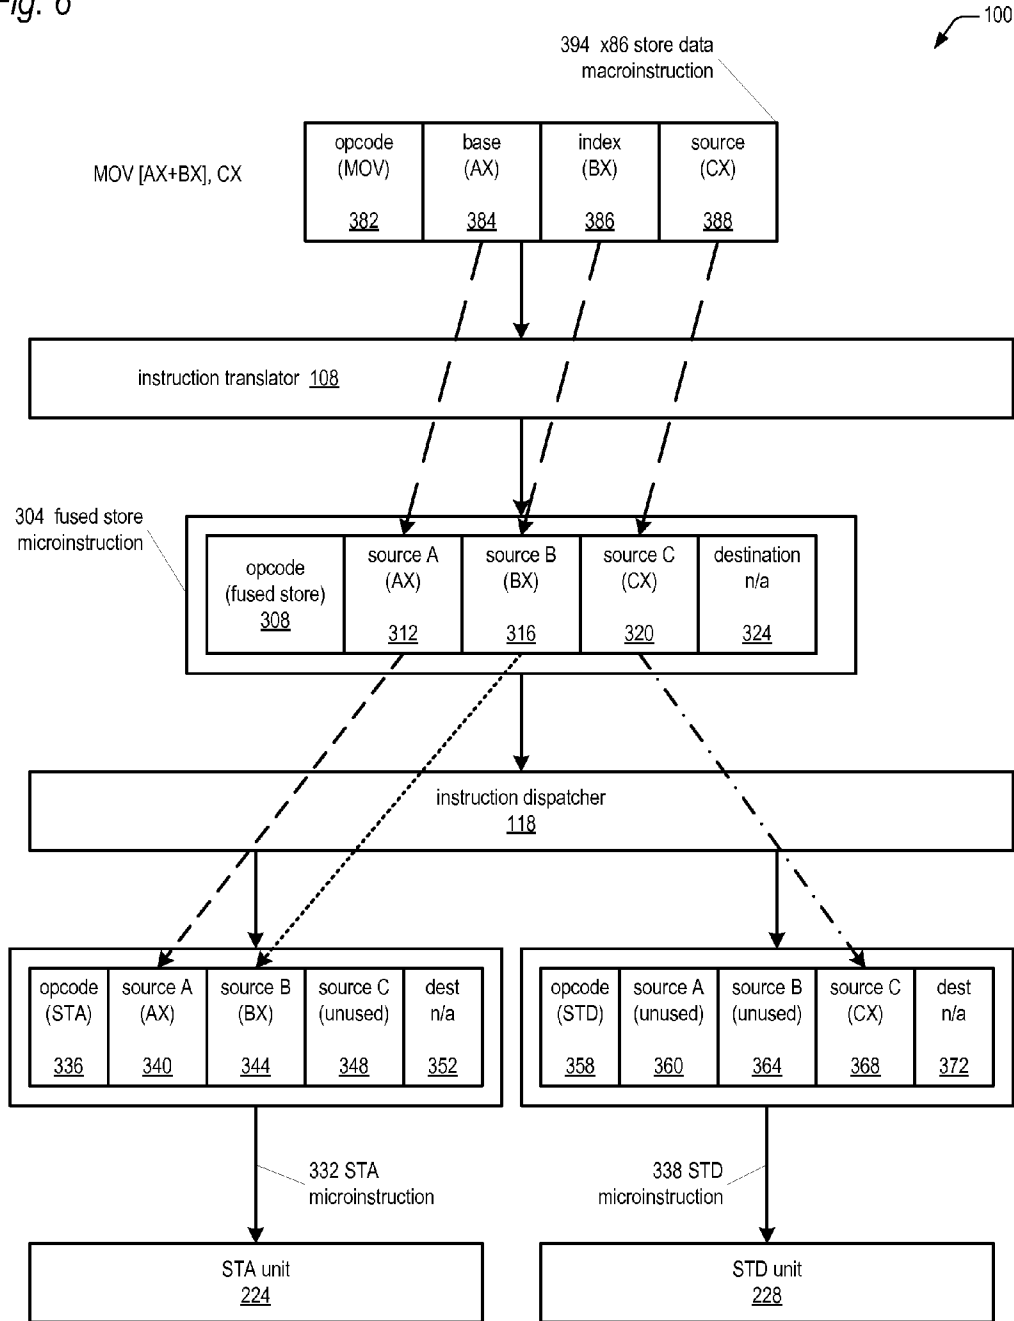 Fig. 6
100
394 x86 store data
macroinstruction
MOV [AX+BX], CX
opcode
(MOV)
382
base
(AX)
384
index
(BX)
386
source
(CX)
388
instruction translator 108
304 fused store
microinstruction
opcode
(fused store)
308
source A
(AX)
312
source B
(BX)
316
source C
(CX)
320
destination
n/a
324
instruction dispatcher
118
opcode
(STA)
336
source A
(AX)
340
source B
(BX)
344
source C
(unused)
348
dest
n/a
352
opcode
(STD)
358
source A
(unused)
360
source B
(unused)
364
source C
(CX)
368
dest
n/a
372
332 STA
microinstruction
338 STD
microinstruction
STA unit
224
STD unit
228